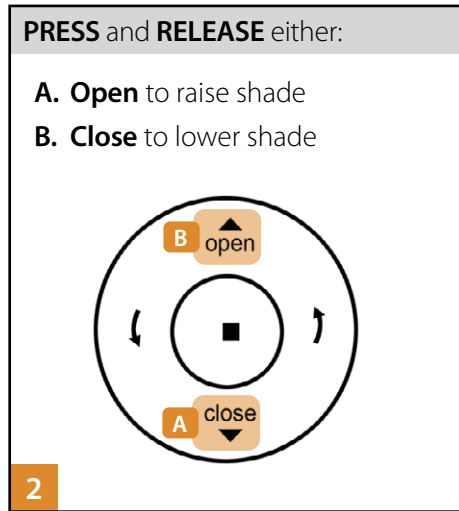 PRESS and RELEASE either:
A. Open to raise shade
B. Close to lower shade
B open
A close
2